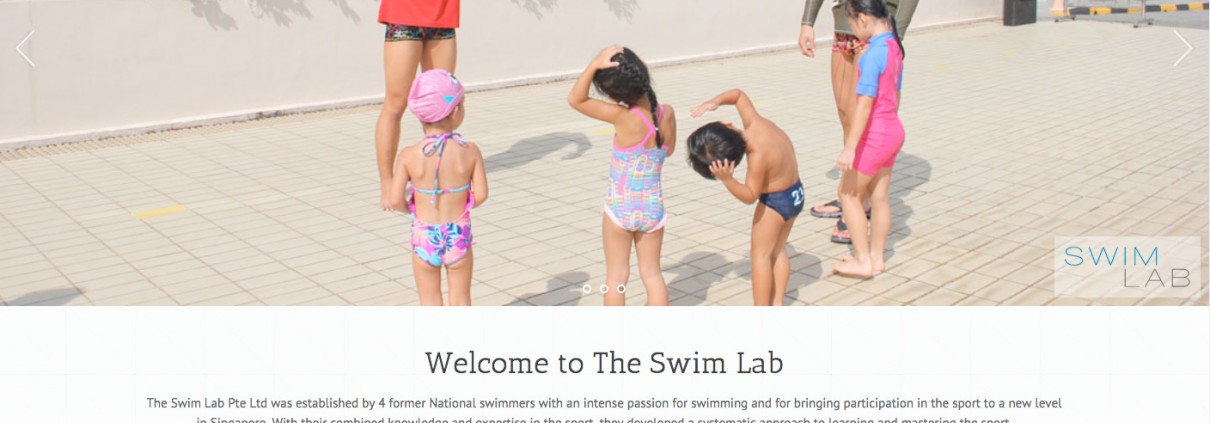 23
SWIM
LAB
Welcome to The Swim Lab
The Swim Lab Pte Ltd was established by 4 former National swimmers with an intense passion for swimming and for bringing participation in the sport to a new level
in Singapore. With their combined knowledge and expertise in the sport, they developed a systematic approach to learning and mastering the sport.